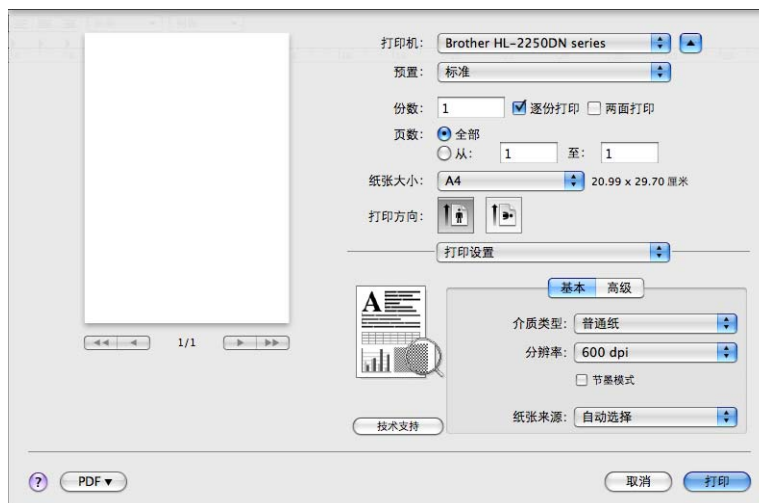 打印机: Brother HL-2250DN series
预置: 标准
份数: 1 逐份打印 两面打印
页数: 全部
从: 1 至: 1
纸张大小: A4 20.99 x 29.70 厘米
打印方向:
打印设置
基本 高级
A
1/1
介质类型: 普通纸
分辨率: 600 dpi
节墨模式
技术支持
纸张来源: 自动选择
? PDF▼ 取消 打印